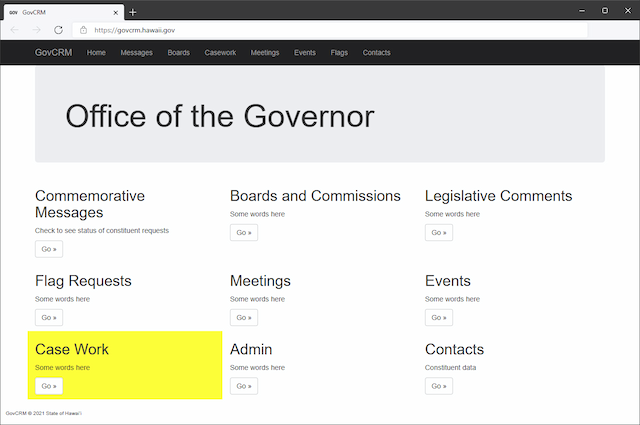 GOV GovCRM
https://govcrm.hawaii.gov
GovCRM Home Messages Boards Casework Meetings Events Flags Contacts
Office of the Governor
Commemorative
Messages
Check to see status of constituent requests
Go »
Boards and Commissions
Some words here
Go »
Legislative Comments
Some words here
Go »
Flag Requests
Some words here
Go »
Meetings
Some words here
Go »
Events
Some words here
Go »
Case Work
Some words here
Go »
Admin
Some words here
Go »
Contacts
Constituent data
Go »
GovCRM © 2021 State of Hawaiʻi